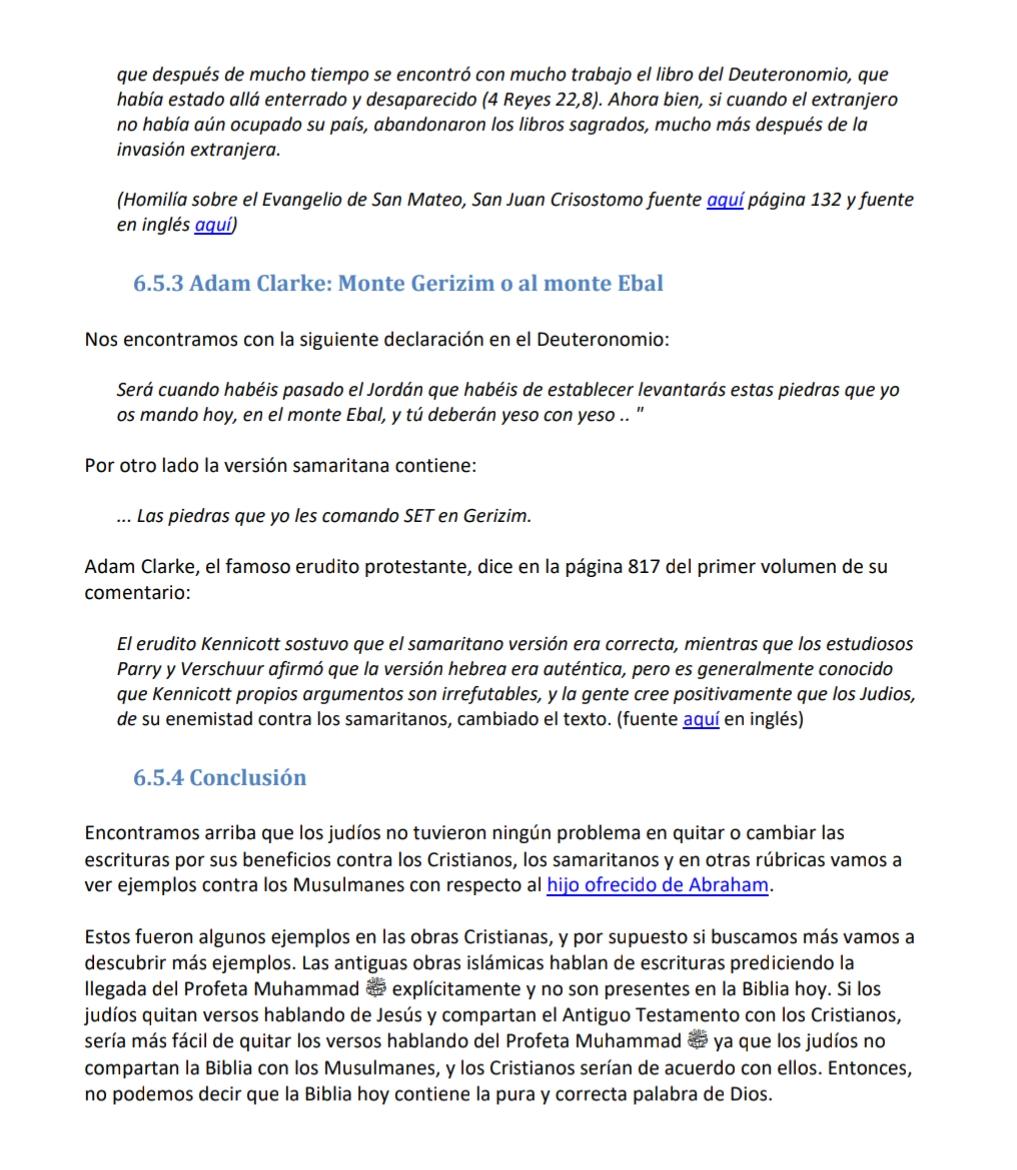 que después de mucho tiempo se encontró con mucho trabajo el libro del Deuteronomio, que
había estado allá enterrado y desaparecido (4 Reyes 22,8). Ahora bien, si cuando el extranjero
no había aún ocupado su país, abandonaron los libros sagrados, mucho más después de la
invasión extranjera.
(Homilía sobre el Evangelio de San Mateo, San Juan Crisostomo fuente aquí página 132 y fuente
en inglés aquí)
6.5.3 Adam Clarke: Monte Gerizim o al monte Ebal
Nos encontramos con la siguiente declaración en el Deuteronomio:
Será cuando habéis pasado el Jordán que habéis de establecer levantarás estas piedras que yo
os mando hoy, en el monte Ebal, y tú deberán yeso con yeso .. "
Por otro lado la versión samaritana contiene:
... Las piedras que yo les comando SET en Gerizim.
Adam Clarke, el famoso erudito protestante, dice en la página 817 del primer volumen de su
comentario:
El erudito Kennicott sostuvo que el samaritano versión era correcta, mientras que los estudiosos
Parry y Verschuur afirmó que la versión hebrea era auténtica, pero es generalmente conocido
que Kennicott propios argumentos son irrefutables, y la gente cree positivamente que los Judios,
de su enemistad contra los samaritanos, cambiado el texto. (fuente aquí en inglés)
6.5.4 Conclusión
Encontramos arriba que los judíos no tuvieron ningún problema en quitar o cambiar las
escrituras por sus beneficios contra los Cristianos, los samaritanos y en otras rúbricas vamos a
ver ejemplos contra los Musulmanes con respecto al hijo ofrecido de Abraham.
Estos fueron algunos ejemplos en las obras Cristianas, y por supuesto si buscamos más vamos a
descubrir más ejemplos. Las antiguas obras islámicas hablan de escrituras prediciendo la
llegada del Profeta Muhammad ﷺ explícitamente y no son presentes en la Biblia hoy. Si los
judíos quitan versos hablando de Jesús y compartan el Antiguo Testamento con los Cristianos,
sería más fácil de quitar los versos hablando del Profeta Muhammad ﷺ ya que los judíos no
compartan la Biblia con los Musulmanes, y los Cristianos serían de acuerdo con ellos. Entonces,
no podemos decir que la Biblia hoy contiene la pura y correcta palabra de Dios.